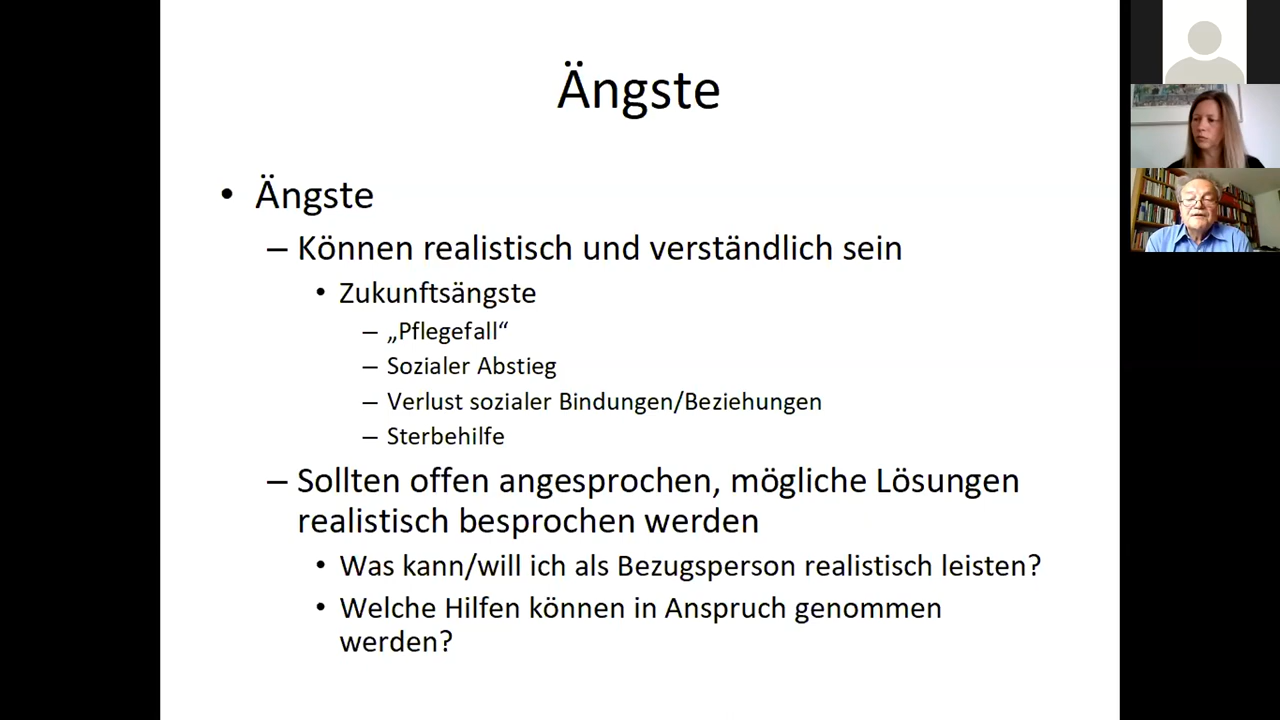 Ängste
• Ängste
– Können realistisch und verständlich sein
• Zukunftsängste
– „Pflegefall“
– Sozialer Abstieg
– Verlust sozialer Bindungen/Beziehungen
– Sterbehilfe
– Sollten offen angesprochen, mögliche Lösungen
realistisch besprochen werden
• Was kann/will ich als Bezugsperson realistisch leisten?
• Welche Hilfen können in Anspruch genommen
werden?